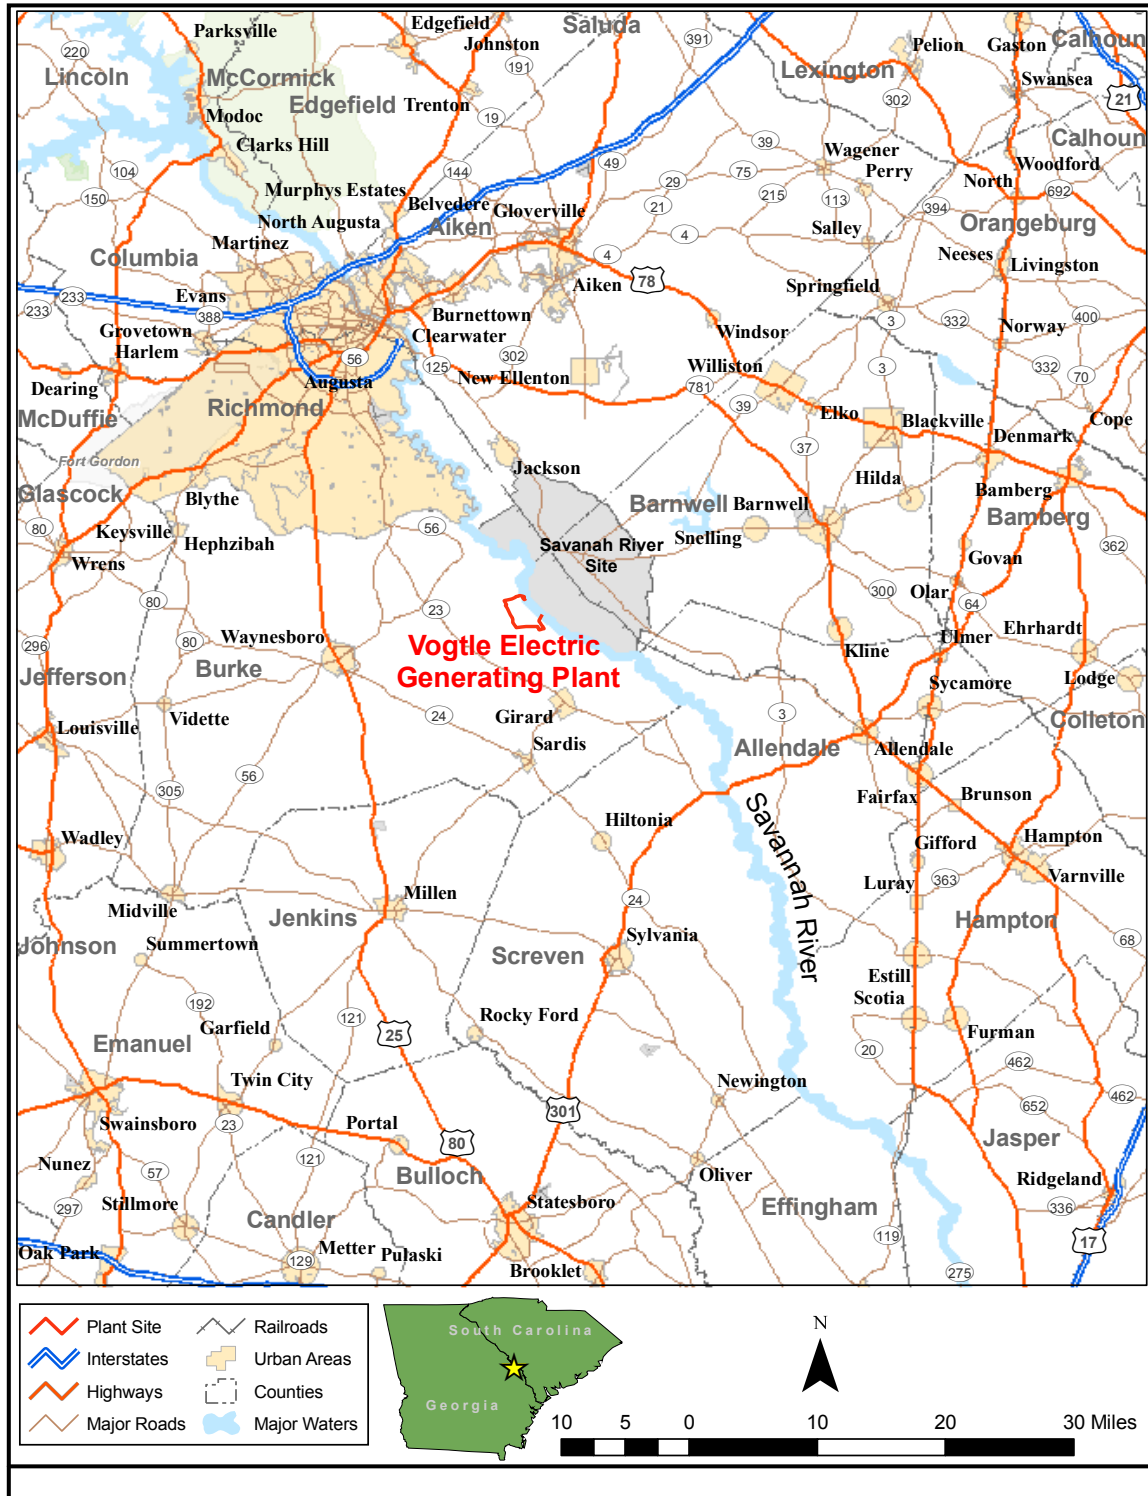 Parksville
Edgefield
Saluda
Calhoun
220
Johnston
391
Pelion
Gaston
Lincoln
McCormick
191
Lexington
Swansea
Edgefield
Trenton
302
21
Modoc
19
Calhoun
Clarks Hill
39
Wagener
Woodford
104
144
49
75
Perry
North
692
150
Murphys Estates
29
215
113
394
Belvedere
Gloverville
21
North Augusta
Aiken
Salley
Orangeburg
Martinez
4
4
Neeses
Livingston
Columbia
Aiken
78
Springfield
233
233
Evans
388
Burnettown
Windsor
3
332
Norway
400
Grovetown
Clearwater
Harlem
56
302
Williston
3
332
125
New Ellenton
70
Dearing
Augusta
781
39
Elko
Blackville
Cope
McDuffie
Richmond
Denmark
Fort Gordon
Jackson
37
Hilda
Glascock
Blythe
Barnwell
Barnwell
Bamberg
80
Keysville
56
Snelling
Bamberg
Hephzibah
Savanah River
Site
Govan
362
Wrens
300
Olar
80
23
64
Ehrhardt
296
80
Waynesboro
Vogtle Electric
Generating Plant
Kline
Ulmer
Jefferson
Burke
Sycamore
Lodge
Vidette
24
Girard
3
Colleton
Louisville
Sardis
Allendale
Allendale
56
305
Fairfax
Brunson
Wadley
Hiltonia
Savannah River
Gifford
Hampton
Luray
363
Varnville
Midville
Millen
24
Jenkins
Hampton
Johnson
Summertown
Screven
Sylvania
68
Estill
192
Scotia
Garfield
121
25
Rocky Ford
Furman
Emanuel
20
462
Twin City
Newington
462
Swainsboro
23
Portal
301
652
80
Jasper
Nunez
57
121
Bulloch
Oliver
Ridgeland
297
Stillmore
Candler
Statesboro
Effingham
336
119
17
Oak Park
129
Metter
Pulaski
Brooklet
275
Plant Site
Railroads
Interstates
Urban Areas
Highways
Counties
Major Roads
Major Waters
South Carolina
Georgia
N
10 5 0 10 20 30 Miles